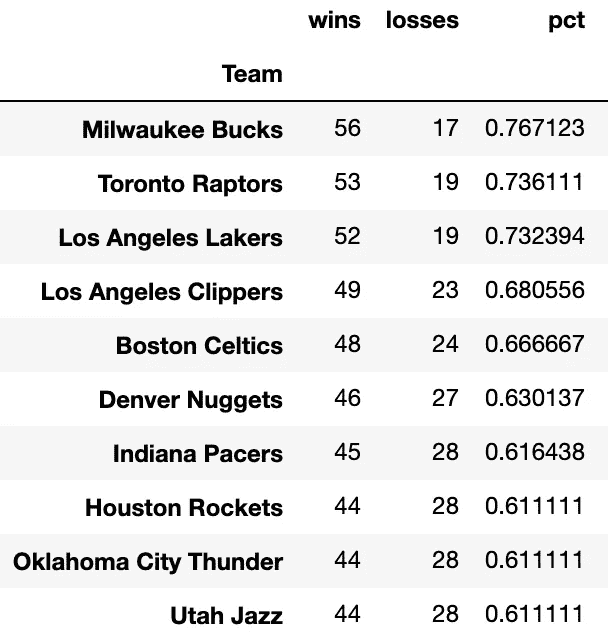 wins losses pct
Team
Milwaukee Bucks 56 17 0.767123
Toronto Raptors 53 19 0.736111
Los Angeles Lakers 52 19 0.732394
Los Angeles Clippers 49 23 0.680556
Boston Celtics 48 24 0.666667
Denver Nuggets 46 27 0.630137
Indiana Pacers 45 28 0.616438
Houston Rockets 44 28 0.611111
Oklahoma City Thunder 44 28 0.611111
Utah Jazz 44 28 0.611111